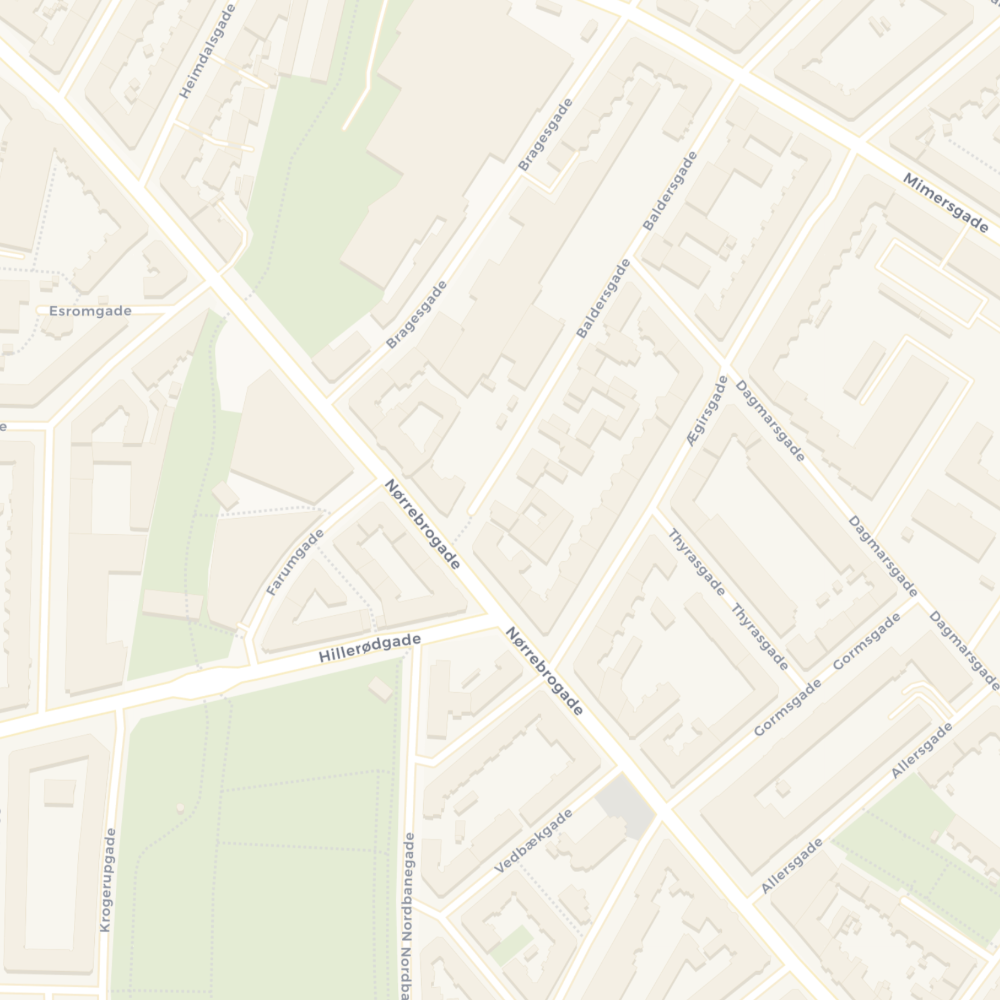 Heimdalsgade
Bragesgade
Baldersgade
Mimersgade
Esromgade
Bragesgade
Baldersgade
Ægirsgade
Dagmarsgade
Nørrebrogade
Farumgade
Thyrasgade
Dagmarsgade
Thyrasgade
Gormsgade
Dagmarsgade
Hillerødgade
Nørrebrogade
Gormsgade
Allersgade
Vedbækgade
Allersgade
Krogerupgade
Nordbanegade